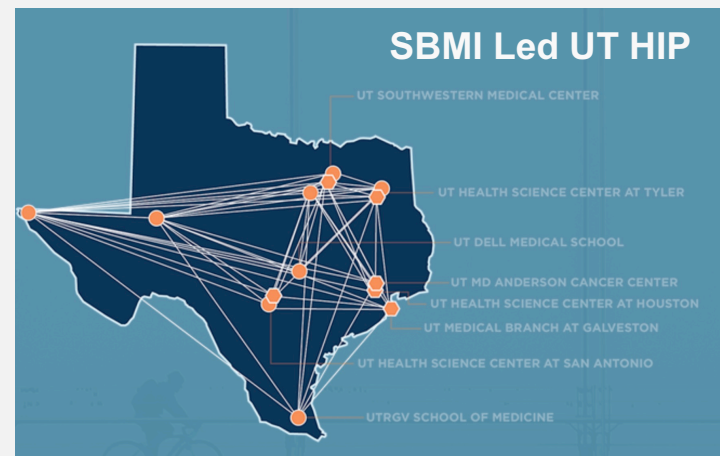 SBMI Led UT HIP
UT SOUTHWESTERN MEDICAL CENTER
UT HEALTH SCIENCE CENTER AT TYLER
UT DELL MEDICAL SCHOOL
UT MD ANDERSON CANCER CENTER
UT HEALTH SCIENCE CENTER AT HOUSTON
UT MEDICAL BRANCH AT GALVESTON
UT HEALTH SCIENCE CENTER AT SAN ANTONIO
UTRGV SCHOOL OF MEDICINE